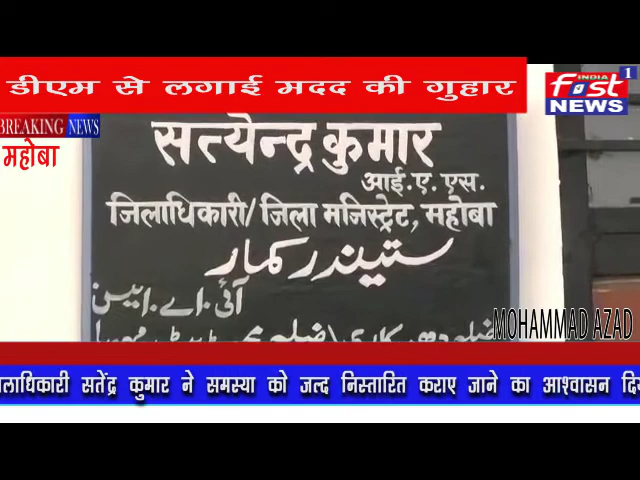 डीएम से लगाई मदद की गुहार
INDIA
1
Fast
NEWS
BREAKING NEWS
महोबा
सत्येन्द्र कुमार
आई.ए.एस.
जिलाधिकारी/जिला मजिस्ट्रेट, महोबा
ستیندر کمار
آئی.اے.ایس
MOHAMMAD AZAD
सतेंद्र कुमार ने समस्या को जल्द निस्तारित कराए जाने का आश्वासन